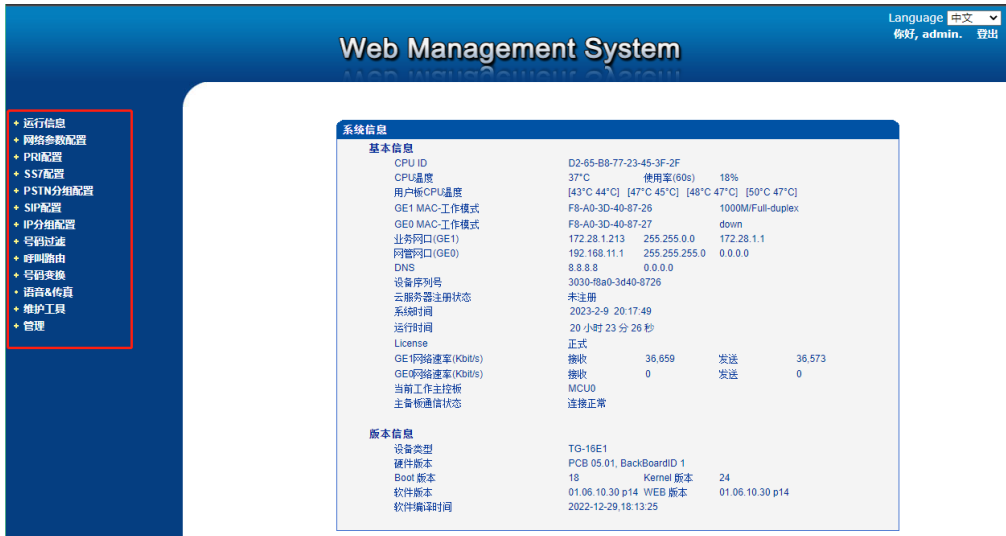 Language 中文
你好, admin. 登出
Web Management System
+ 运行信息
+ 网络参数配置
+ PRI配置
+ SS7配置
+ PSTN分组配置
+ SIP配置
+ IP分组配置
+ 号码过滤
+ 呼叫路由
+ 号码变换
• 语音&传真
+ 维护工具
+ 管理
系统信息
基本信息
CPU ID D2-65-B8-77-23-45-3F-2F
CPU温度 37°C 使用率(60s) 18%
用户板CPU温度 [43°C 44°C] [47°C 45°C] [48°C 47°C] [50°C 47°C]
GE1 MAC-工作模式 F8-A0-3D-40-87-26 1000M/Full-duplex
GE0 MAC-工作模式 F8-A0-3D-40-87-27 down
业务网口(GE1) 172.28.1.213 255.255.0.0 172.28.1.1
网管网口(GE0) 192.168.11.1 255.255.255.0 0.0.0.0
DNS 8.8.8.8 0.0.0.0
设备序列号 3030-f8a0-3d40-8726
云服务器注册状态 未注册
系统时间 2023-2-9 20:17:49
运行时间 20 小时 23 分 26 秒
License 正式
GE1网络速率(Kbit/s) 接收 36,659 发送 36,573
GE0网络速率(Kbit/s) 接收 0 发送 0
当前工作主控板 MCU0
主备板通信状态 连接正常
版本信息
设备类型 TG-16E1
硬件版本 PCB 05.01, BackBoardID 1
Boot 版本 18 Kernel 版本 24
软件版本 01.06.10.30 p14 WEB 版本 01.06.10.30 p14
软件编译时间 2022-12-29,18:13:25